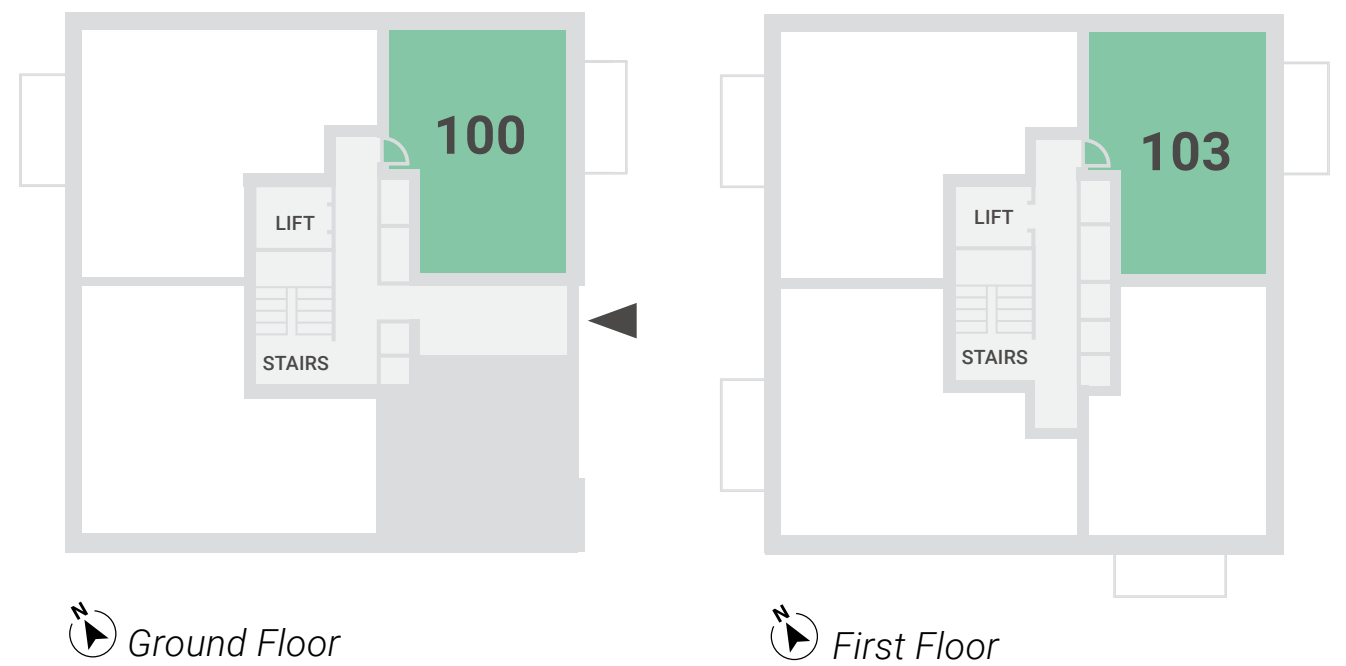 100
LIFT
STAIRS
N
Ground Floor
103
LIFT
STAIRS
N
First Floor